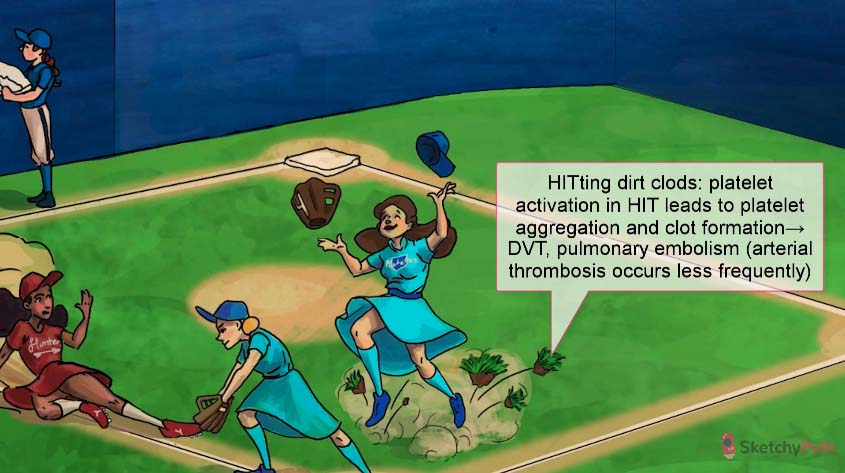 HITting dirt clods: platelet
activation in HIT leads to platelet
aggregation and clot formation→
DVT, pulmonary embolism (arterial
thrombosis occurs less frequently)
Hunter
SketchyPath